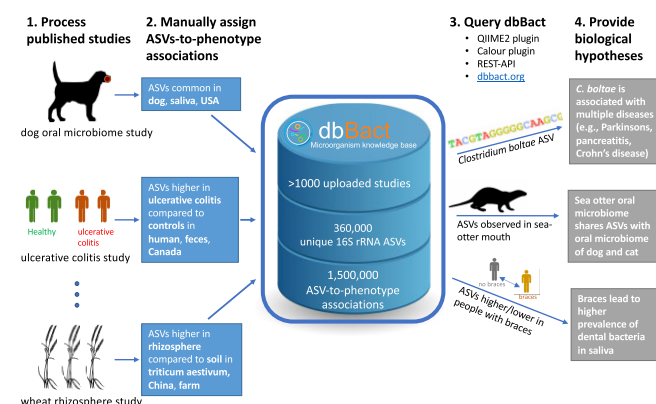 1. Process
published studies
2. Manually assign
ASVs-to-phenotype
associations
3. Query dbBact
• QIIME2 plugin
• Calour plugin
• REST-API
• dbbact.org
4. Provide
biological
hypotheses
dog oral microbiome study
ASVs common in
dog, saliva, USA
Healthy
ulcerative
colitis
ulcerative colitis study
ASVs higher in
ulcerative colitis
compared to
controls in
human, feces,
Canada
wheat rhizosphere study
ASVs higher in
rhizosphere
compared to soil in
triticum aestivum,
China, farm
dbBact
Microorganism knowledge base
>1000 uploaded studies
360,000
unique 16S rRNA ASVs
1,500,000
ASV-to-phenotype
associations
TACGTAGGGGGCAAGCG
Clostridium boltae ASV
ASVs observed in sea-
otter mouth
no braces
braces
ASVs higher/lower in
people with braces
C. boltae is
associated with
multiple diseases
(e.g., Parkinsons,
pancreatitis,
Crohn's disease)
Sea otter oral
microbiome
shares ASVs with
oral microbiome
of dog and cat
Braces lead to
higher
prevalence of
dental bacteria
in saliva